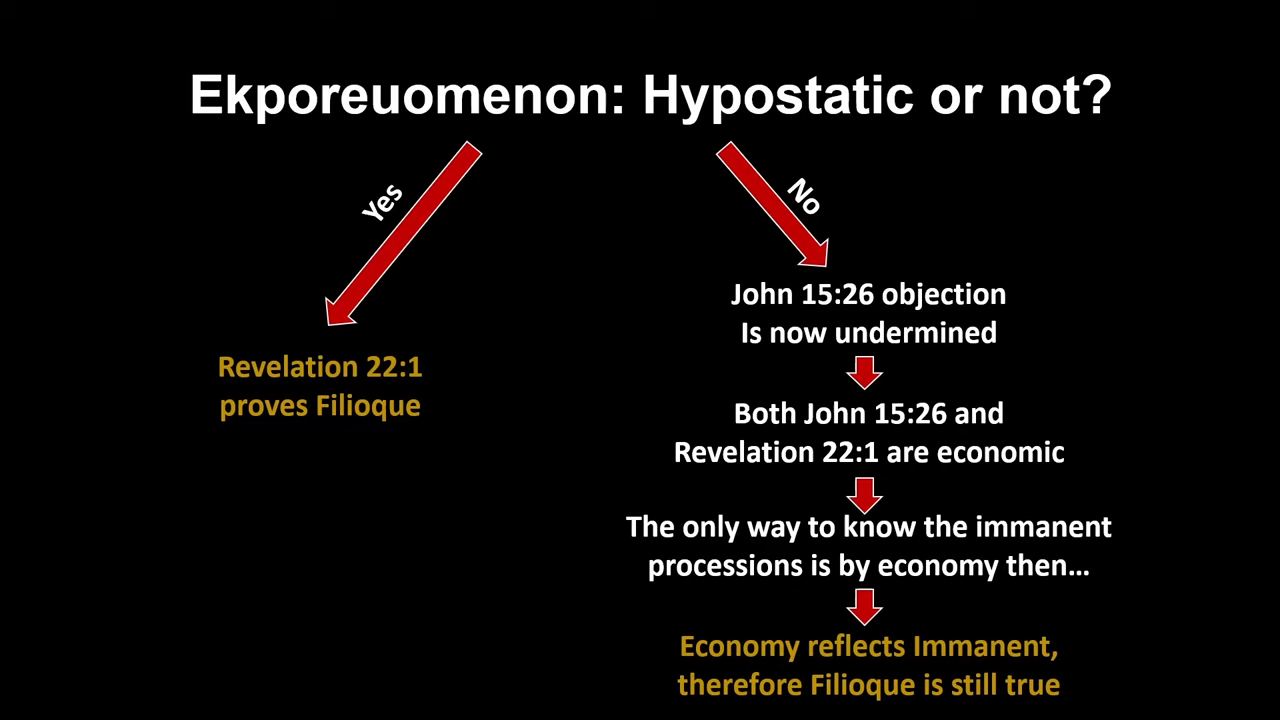 Ekporeuomenon: Hypostatic or not?
Yes
No
Revelation 22:1
proves Filioque
John 15:26 objection
Is now undermined
Both John 15:26 and
Revelation 22:1 are economic
The only way to know the immanent
processions is by economy then...
Economy reflects Immanent,
therefore Filioque is still true